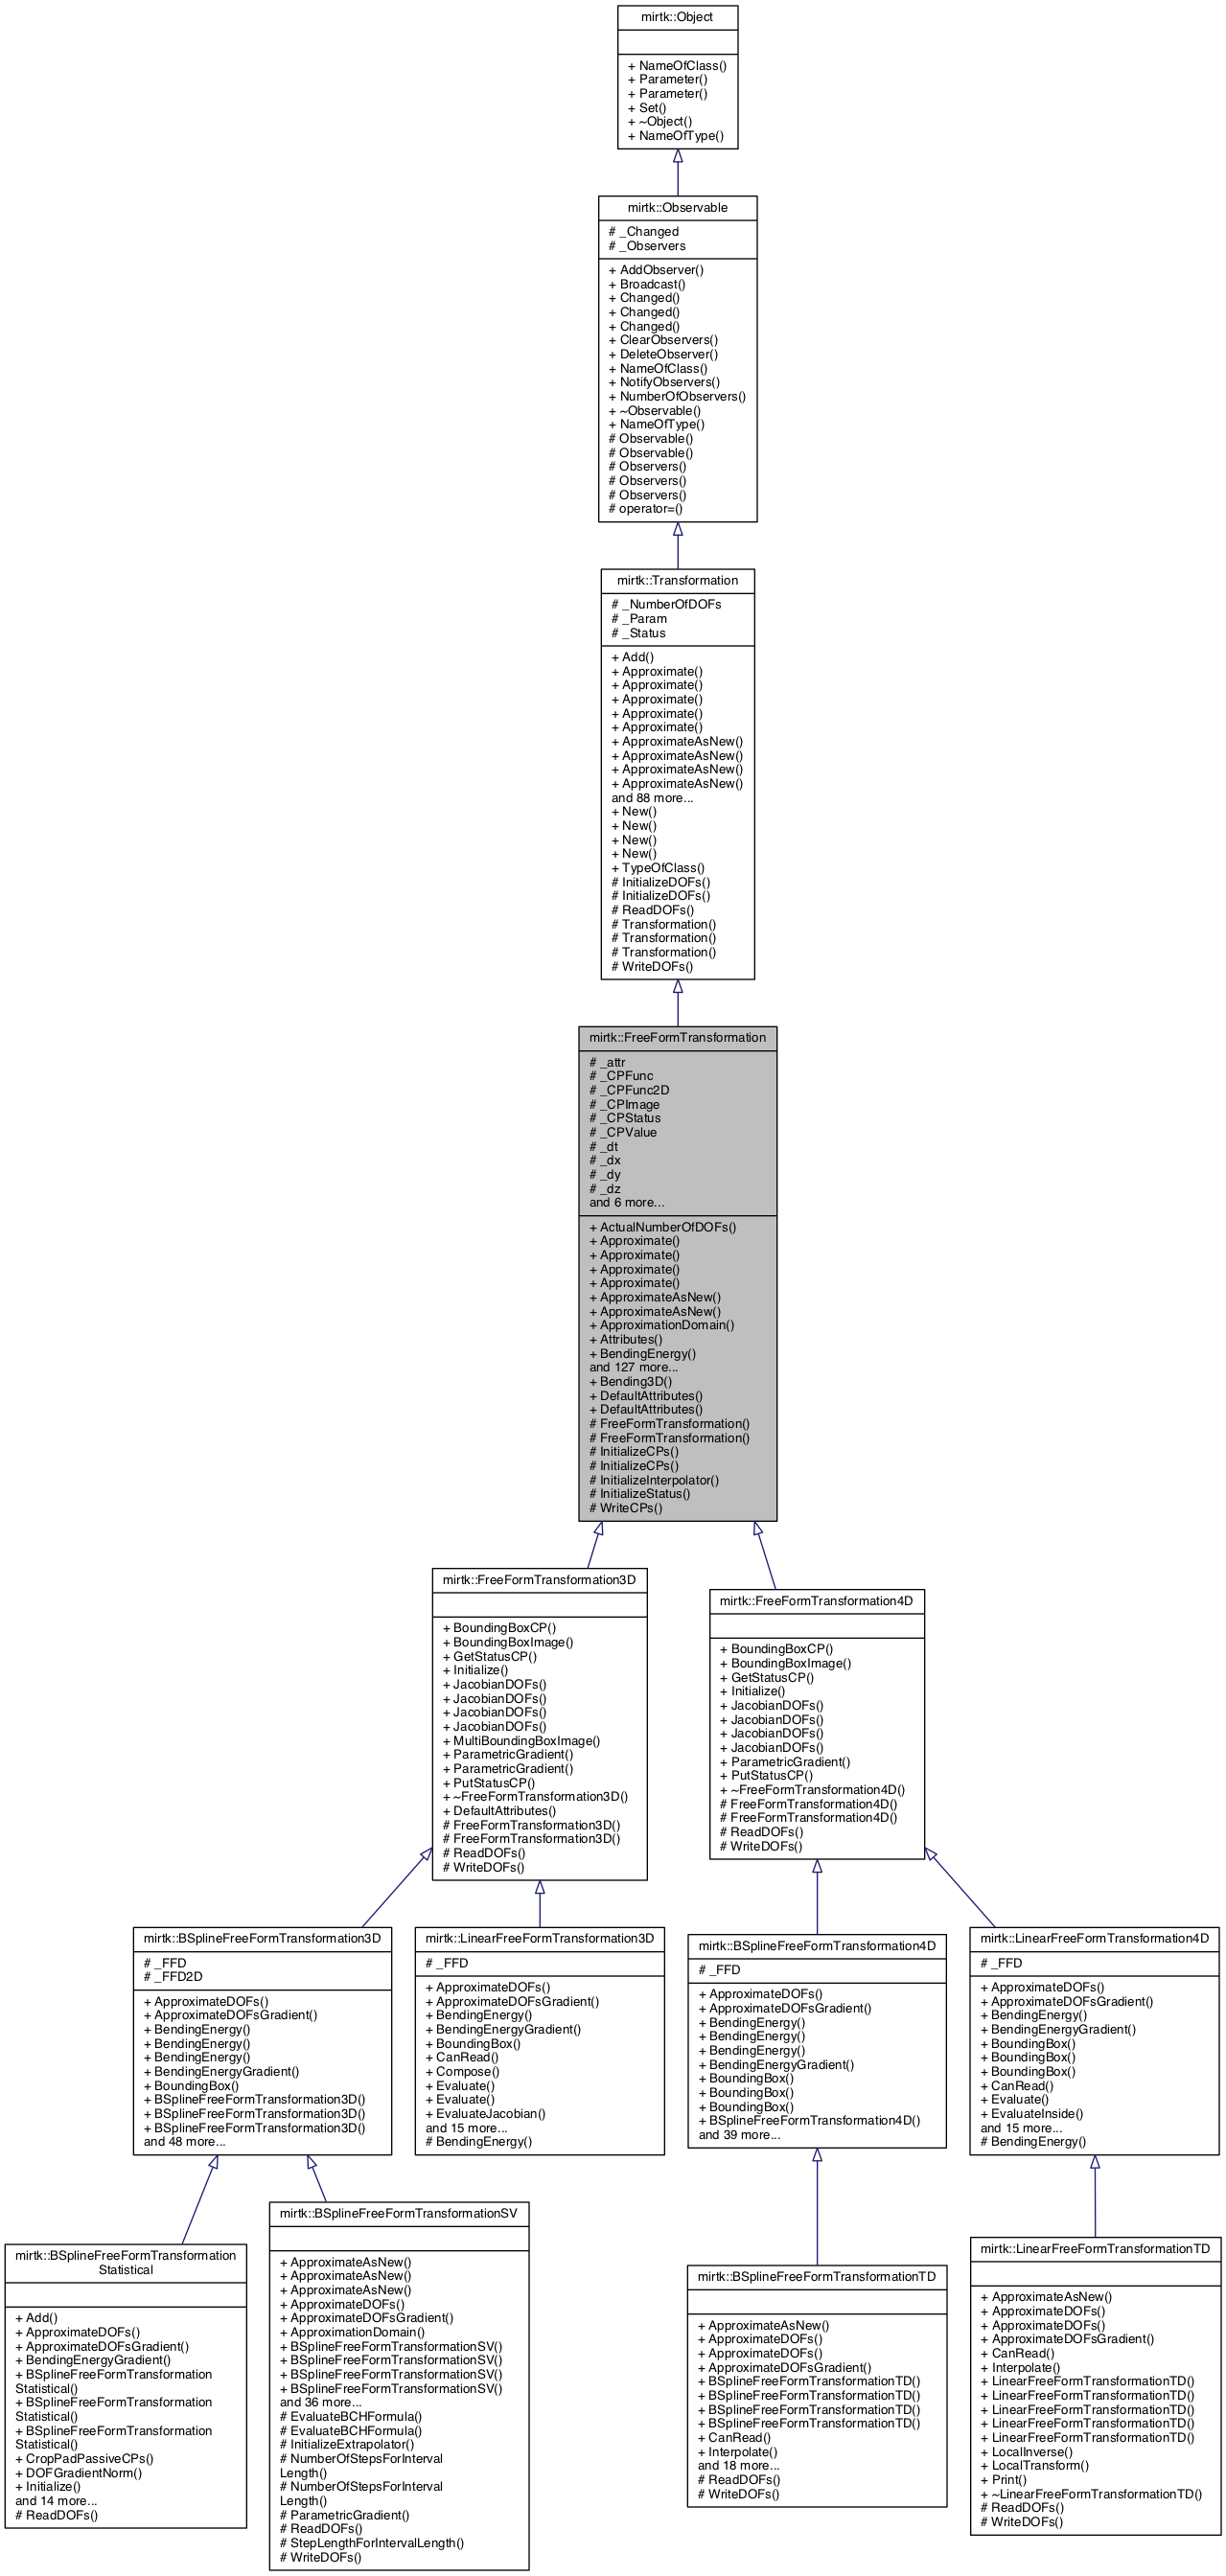 mirtk::Object
+ NameOfClass()
+ Parameter()
+ Parameter()
+ Set()
+ ~Object()
+ NameOfType()
mirtk::Observable
# _Changed
# _Observers
+ AddObserver()
+ Broadcast()
+ Changed()
+ Changed()
+ Changed()
+ ClearObservers()
+ DeleteObserver()
+ NameOfClass()
+ NotifyObservers()
+ NumberOfObservers()
+ ~Observable()
+ NameOfType()
# Observable()
# Observable()
# Observers()
# Observers()
# Observers()
# operator=()
mirtk::Transformation
# _NumberOfDOFs
# _Param
# _Status
+ Add()
+ Approximate()
+ Approximate()
+ Approximate()
+ Approximate()
+ Approximate()
+ ApproximateAsNew()
+ ApproximateAsNew()
+ ApproximateAsNew()
+ ApproximateAsNew()
and 88 more...
+ New()
+ New()
+ New()
+ New()
+ TypeOfClass()
# InitializeDOFs()
# InitializeDOFs()
# ReadDOFs()
# Transformation()
# Transformation()
# Transformation()
# WriteDOFs()
mirtk::FreeFormTransformation
# _attr
# _CPFunc
# _CPFunc2D
# _CPImage
# _CPStatus
# _CPValue
# _dt
# _dx
# _dy
# _dz
and 6 more...
+ ActualNumberOfDOFs()
+ Approximate()
+ Approximate()
+ Approximate()
+ Approximate()
+ ApproximateAsNew()
+ ApproximateAsNew()
+ ApproximationDomain()
+ Attributes()
+ BendingEnergy()
and 127 more...
+ Bending3D()
+ DefaultAttributes()
+ DefaultAttributes()
# FreeFormTransformation()
# FreeFormTransformation()
# InitializeCPs()
# InitializeCPs()
# InitializeInterpolator()
# InitializeStatus()
# WriteCPs()
mirtk::FreeFormTransformation3D
+ BoundingBoxCP()
+ BoundingBoxImage()
+ GetStatusCP()
+ Initialize()
+ JacobianDOFs()
+ JacobianDOFs()
+ JacobianDOFs()
+ JacobianDOFs()
+ MultiBoundingBoxImage()
+ ParametricGradient()
+ ParametricGradient()
+ PutStatusCP()
+ ~FreeFormTransformation3D()
+ DefaultAttributes()
# FreeFormTransformation3D()
# FreeFormTransformation3D()
# ReadDOFs()
# WriteDOFs()
mirtk::FreeFormTransformation4D
+ BoundingBoxCP()
+ BoundingBoxImage()
+ GetStatusCP()
+ Initialize()
+ JacobianDOFs()
+ JacobianDOFs()
+ JacobianDOFs()
+ JacobianDOFs()
+ ParametricGradient()
+ PutStatusCP()
+ ~FreeFormTransformation4D()
# FreeFormTransformation4D()
# FreeFormTransformation4D()
# ReadDOFs()
# WriteDOFs()
mirtk::BSplineFreeFormTransformation3D
# _FFD
# _FFD2D
+ ApproximateDOFs()
+ ApproximateDOFsGradient()
+ BendingEnergy()
+ BendingEnergy()
+ BendingEnergy()
+ BendingEnergyGradient()
+ BoundingBox()
+ BSplineFreeFormTransformation3D()
+ BSplineFreeFormTransformation3D()
+ BSplineFreeFormTransformation3D()
and 48 more...
mirtk::LinearFreeFormTransformation3D
# _FFD
+ ApproximateDOFs()
+ ApproximateDOFsGradient()
+ BendingEnergy()
+ BendingEnergyGradient()
+ BoundingBox()
+ CanRead()
+ Compose()
+ Evaluate()
+ Evaluate()
+ EvaluateJacobian()
and 15 more...
# BendingEnergy()
mirtk::BSplineFreeFormTransformation4D
# _FFD
+ ApproximateDOFs()
+ ApproximateDOFsGradient()
+ BendingEnergy()
+ BendingEnergy()
+ BendingEnergy()
+ BendingEnergyGradient()
+ BoundingBox()
+ BoundingBox()
+ BoundingBox()
+ BSplineFreeFormTransformation4D()
and 39 more...
mirtk::LinearFreeFormTransformation4D
# _FFD
+ ApproximateDOFs()
+ ApproximateDOFsGradient()
+ BendingEnergy()
+ BendingEnergyGradient()
+ BoundingBox()
+ BoundingBox()
+ BoundingBox()
+ CanRead()
+ Evaluate()
+ EvaluateInside()
and 15 more...
# BendingEnergy()
mirtk::BSplineFreeFormTransformation
Statistical
+ Add()
+ ApproximateDOFs()
+ ApproximateDOFsGradient()
+ BendingEnergyGradient()
+ BSplineFreeFormTransformation
Statistical()
+ BSplineFreeFormTransformation
Statistical()
+ BSplineFreeFormTransformation
Statistical()
+ CropPadPassiveCPs()
+ DOFGradientNorm()
+ Initialize()
and 14 more...
# ReadDOFs()
mirtk::BSplineFreeFormTransformationSV
+ ApproximateAsNew()
+ ApproximateAsNew()
+ ApproximateAsNew()
+ ApproximateDOFs()
+ ApproximateDOFsGradient()
+ ApproximationDomain()
+ BSplineFreeFormTransformationSV()
+ BSplineFreeFormTransformationSV()
+ BSplineFreeFormTransformationSV()
+ BSplineFreeFormTransformationSV()
and 36 more...
# EvaluateBCHFormula()
# EvaluateBCHFormula()
# InitializeExtrapolator()
# NumberOfStepsForInterval
Length()
# NumberOfStepsForInterval
Length()
# ParametricGradient()
# ReadDOFs()
# StepLengthForIntervalLength()
# WriteDOFs()
mirtk::BSplineFreeFormTransformationTD
+ ApproximateAsNew()
+ ApproximateDOFs()
+ ApproximateDOFs()
+ ApproximateDOFsGradient()
+ BSplineFreeFormTransformationTD()
+ BSplineFreeFormTransformationTD()
+ BSplineFreeFormTransformationTD()
+ BSplineFreeFormTransformationTD()
+ CanRead()
+ Interpolate()
and 18 more...
# ReadDOFs()
# WriteDOFs()
mirtk::LinearFreeFormTransformationTD
+ ApproximateAsNew()
+ ApproximateDOFs()
+ ApproximateDOFs()
+ ApproximateDOFsGradient()
+ CanRead()
+ Interpolate()
+ LinearFreeFormTransformationTD()
+ LinearFreeFormTransformationTD()
+ LinearFreeFormTransformationTD()
+ LinearFreeFormTransformationTD()
+ LocalInverse()
+ LocalTransform()
+ Print()
+ ~LinearFreeFormTransformationTD()
# ReadDOFs()
# WriteDOFs()